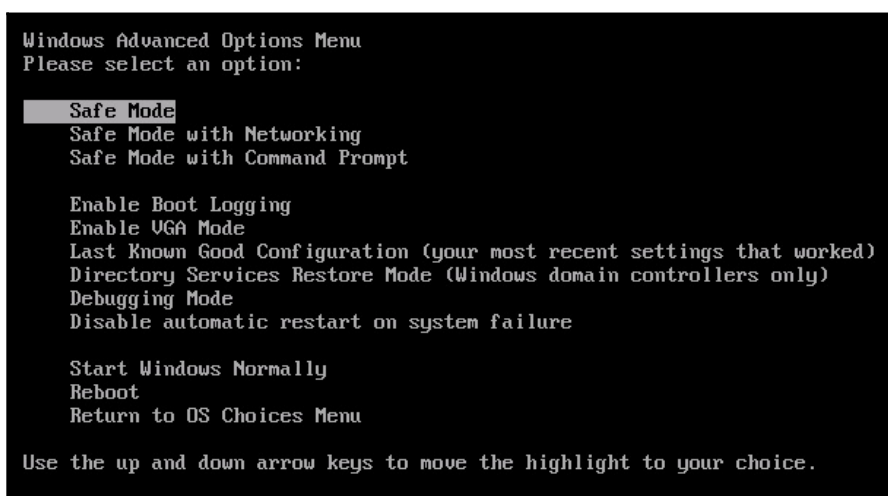 Windows Advanced Options Menu
Please select an option:
Safe Mode
Safe Mode with Networking
Safe Mode with Command Prompt
Enable Boot Logging
Enable VGA Mode
Last Known Good Configuration (your most recent settings that worked)
Directory Services Restore Mode (Windows domain controllers only)
Debugging Mode
Disable automatic restart on system failure
Start Windows Normally
Reboot
Return to OS Choices Menu
Use the up and down arrow keys to move the highlight to your choice.